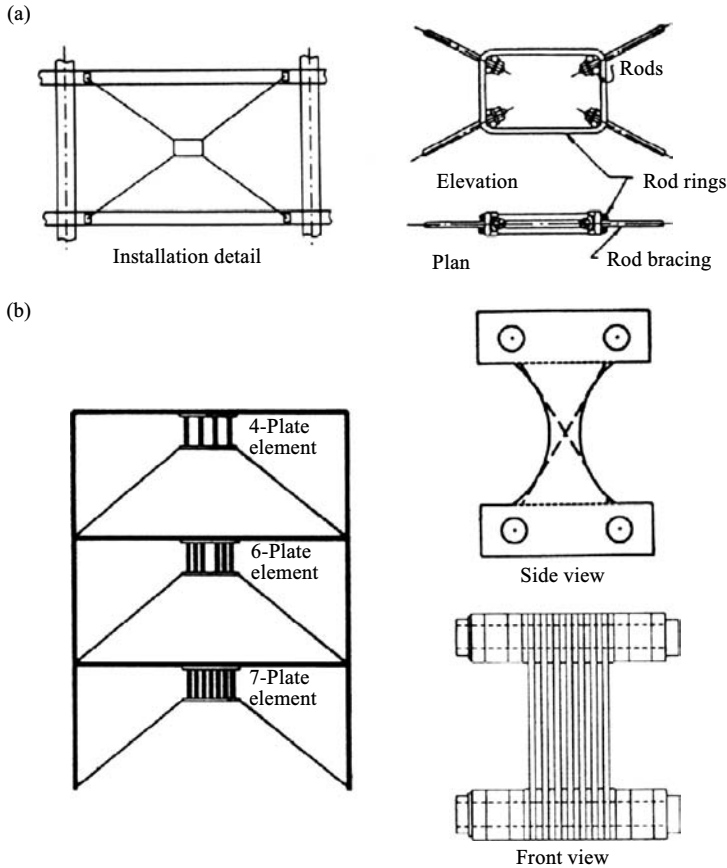 (a)
Rods
Elevation
Rod rings
Installation detail
Plan
Rod bracing
(b)
4-Plate
element
6-Plate
element
Side view
7-Plate
element
Front view